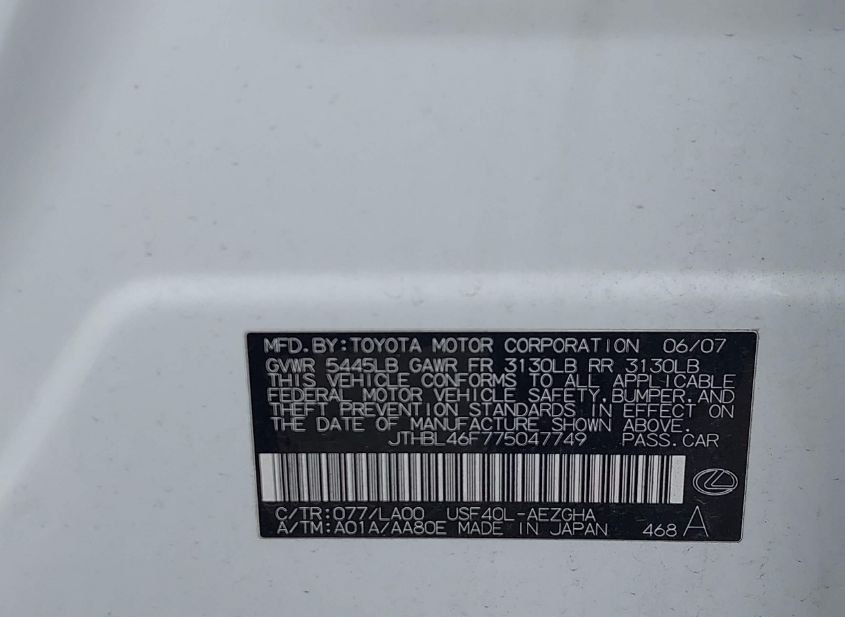 MFD. BY: TOYOTA MOTOR CORPORATION 06/07
GVWR 5445LB GAWR FR 3130LB RR 3130LB
THIS VEHICLE CONFORMS TO ALL APPLICABLE
FEDERAL MOTOR VEHICLE SAFETY, BUMPER, AND
THEFT PREVENTION STANDARDS IN EFFECT ON
THE DATE OF MANUFACTURE SHOWN ABOVE.
JTHBL46F775047749 PASS. CAR
C/TR: 077/LA00 USF40L-AEZGHA
A/TM: A01A/AA80E MADE IN JAPAN 468 A